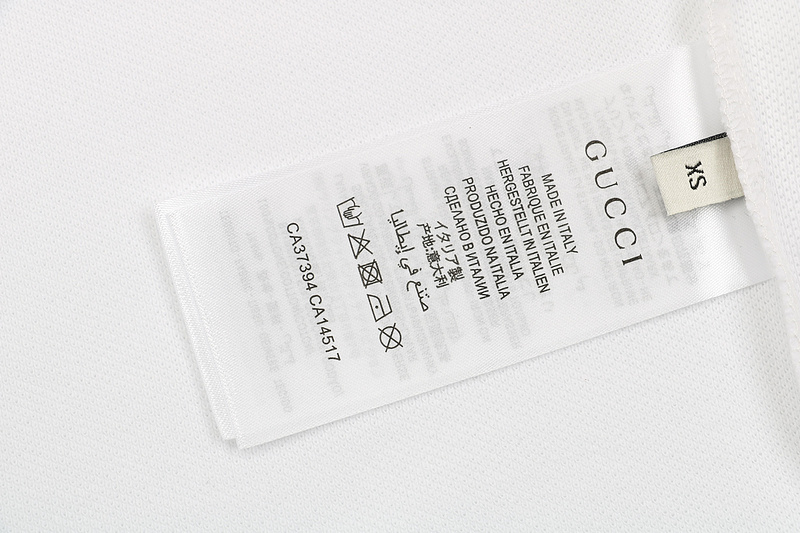 XS
GUCCI
MADE IN ITALY
FABRIQUE EN ITALIE
HERGESTELLT IN ITALIEN
HECHO EN ITALIA
PRODUZIDO NA ITALIA
СДЕЛАНО В ИТАЛИИ
イタリア製
产地:意大利
صنع في إيطاليا
CA37394 CA14517